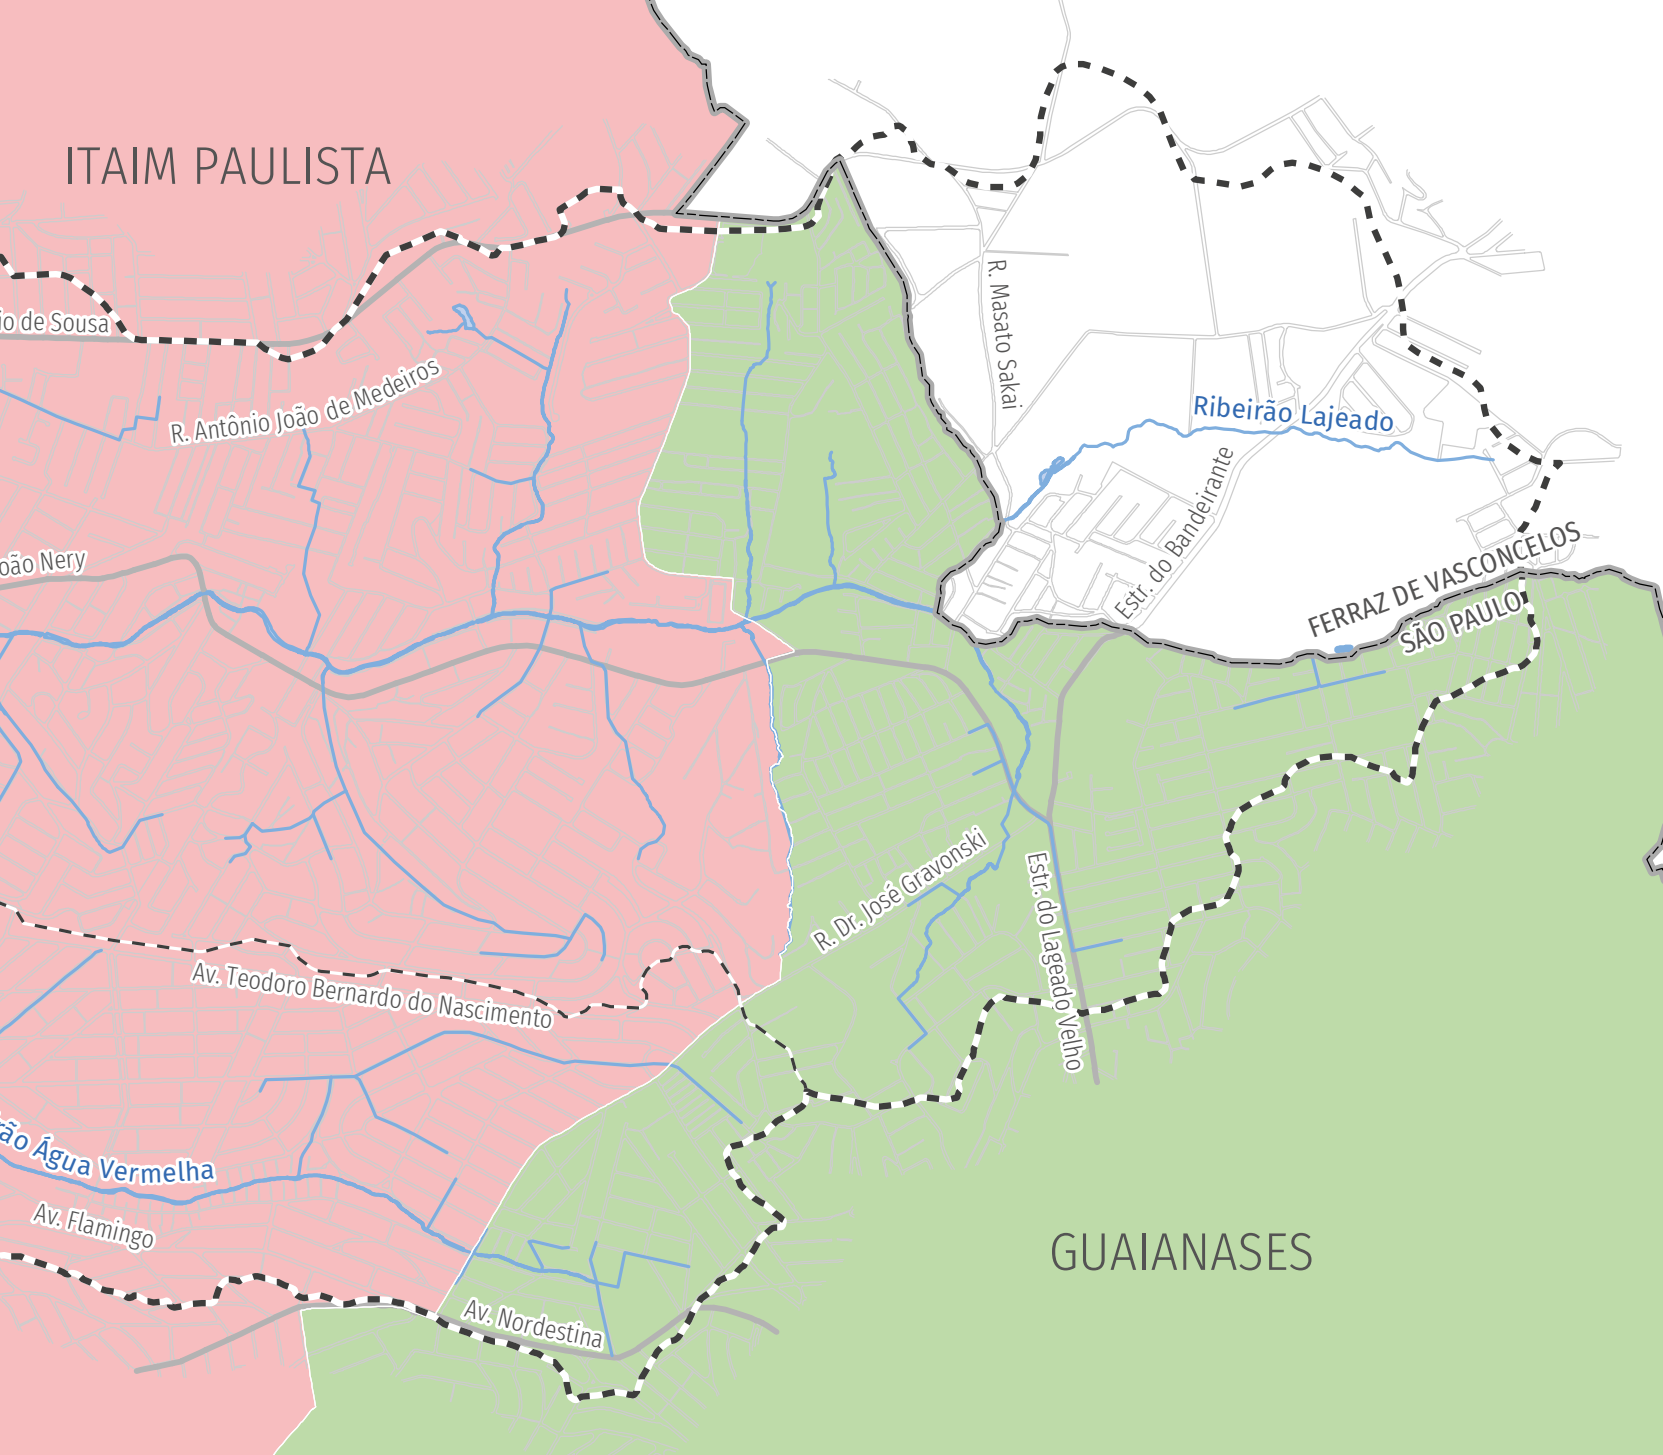 ITAIM PAULISTA
io de Sousa
R. Antônio João de Medeiros
R. Masato Sakai
Ribeirão Lajeado
Estr. do Bandeirante
FERRAZ DE VASCONCELOS
SÃO PAULO
oão Nery
R. Dr. José Gravonski
Estr. do Lageado Velho
Av. Teodoro Bernardo do Nascimento
rão Água Vermelha
Av. Flamingo
GUAIANASES
Av. Nordestina